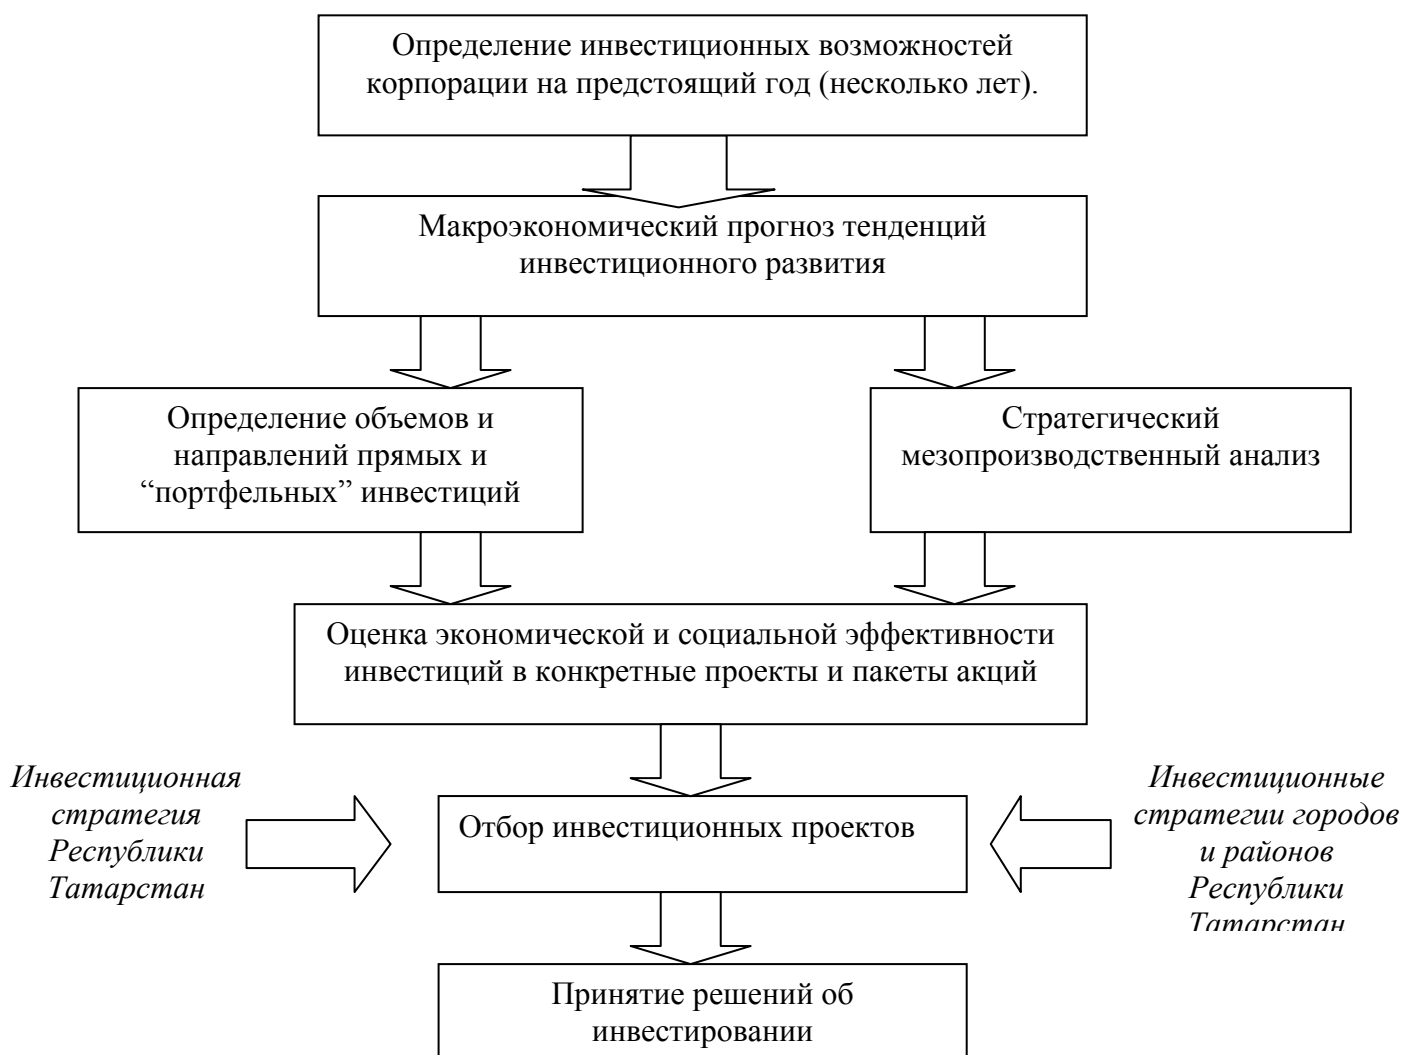 Определение инвестиционных возможностей
корпорации на предстоящий год (несколько лет).
Макроэкономический прогноз тенденций
инвестиционного развития
Определение объемов и
направлений прямых и
“портфельных” инвестиций
Стратегический
мезопроизводственный анализ
Оценка экономической и социальной эффективности
инвестиций в конкретные проекты и пакеты акций
Инвестиционная
стратегия
Республики
Татарстан
Отбор инвестиционных проектов
Инвестиционные
стратегии городов
и районов
Республики
Татарстан
Принятие решений об
инвестировании